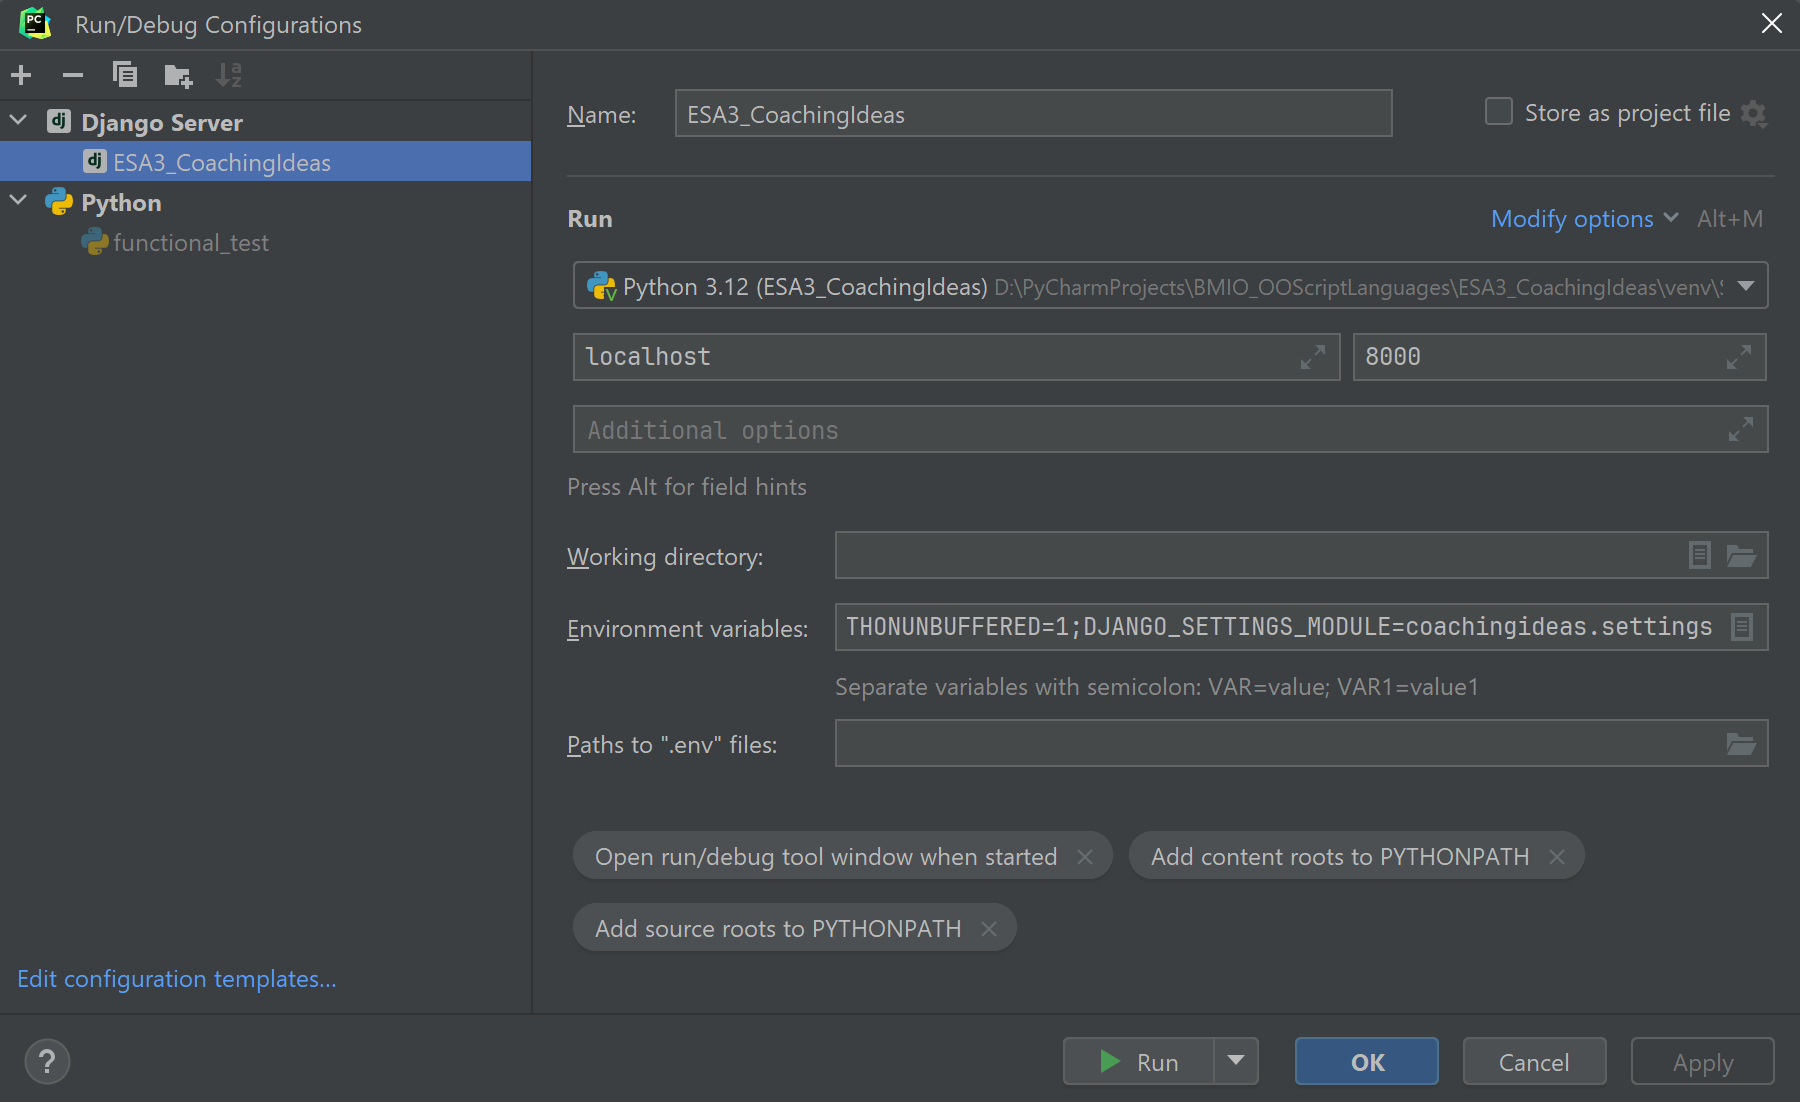 Run/Debug Configurations
Django Server
ESA3_CoachingIdeas
Python
functional_test
Edit configuration templates...
Name:
ESA3_CoachingIdeas
Store as project file
Run
Modify options
Alt+M
Python 3.12 (ESA3_CoachingIdeas) D:\PyCharmProjects\BMIO_OOScriptLanguages\ESA3_CoachingIdeas\venv\
localhost
8000
Additional options
Press Alt for field hints
Working directory:
Environment variables:
THONUNBUFFERED=1;DJANGO_SETTINGS_MODULE=coachingideas.settings
Separate variables with semicolon: VAR=value; VAR1=value1
Paths to ".env" files:
Open run/debug tool window when started
Add content roots to PYTHONPATH
Add source roots to PYTHONPATH
?
Run
OK
Cancel
Apply